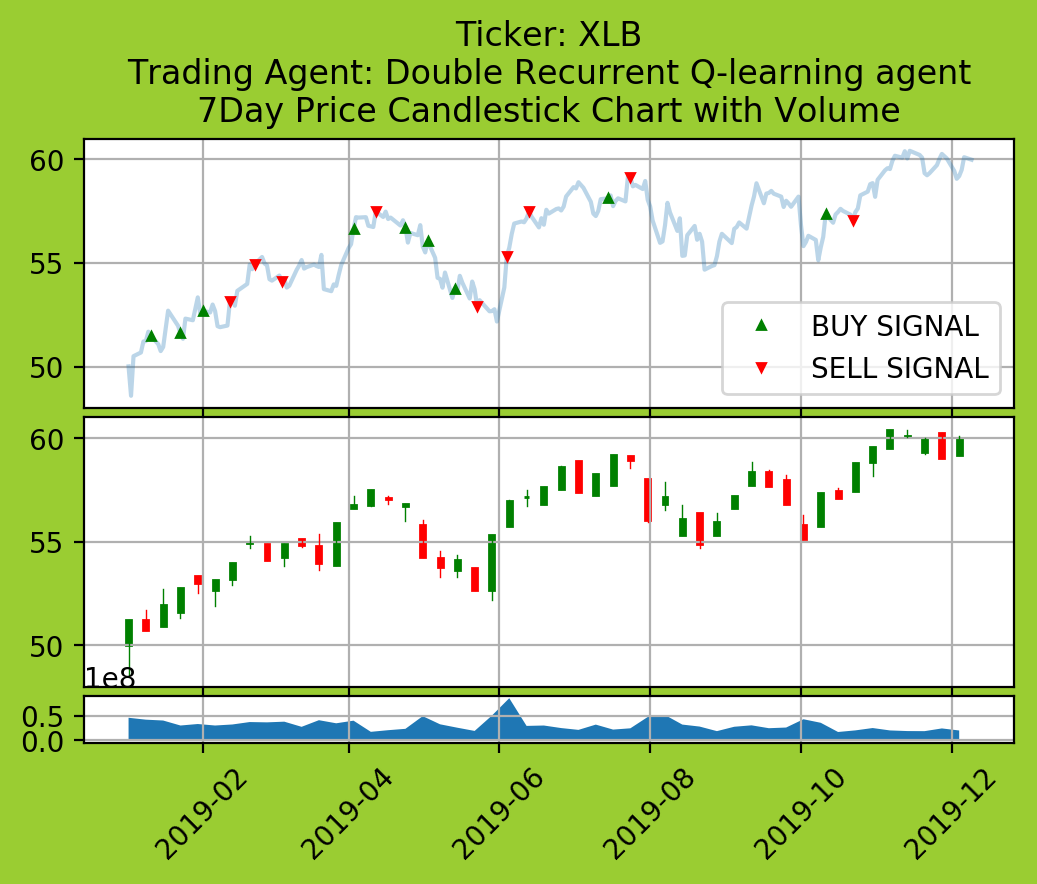 Ticker: XLB
Trading Agent: Double Recurrent Q-learning agent
7Day Price Candlestick Chart with Volume
60
55
50
BUY SIGNAL
SELL SIGNAL
60
55
50
1e8
0.5
0.0
2019-02 2019-04 2019-06 2019-08 2019-10 2019-12